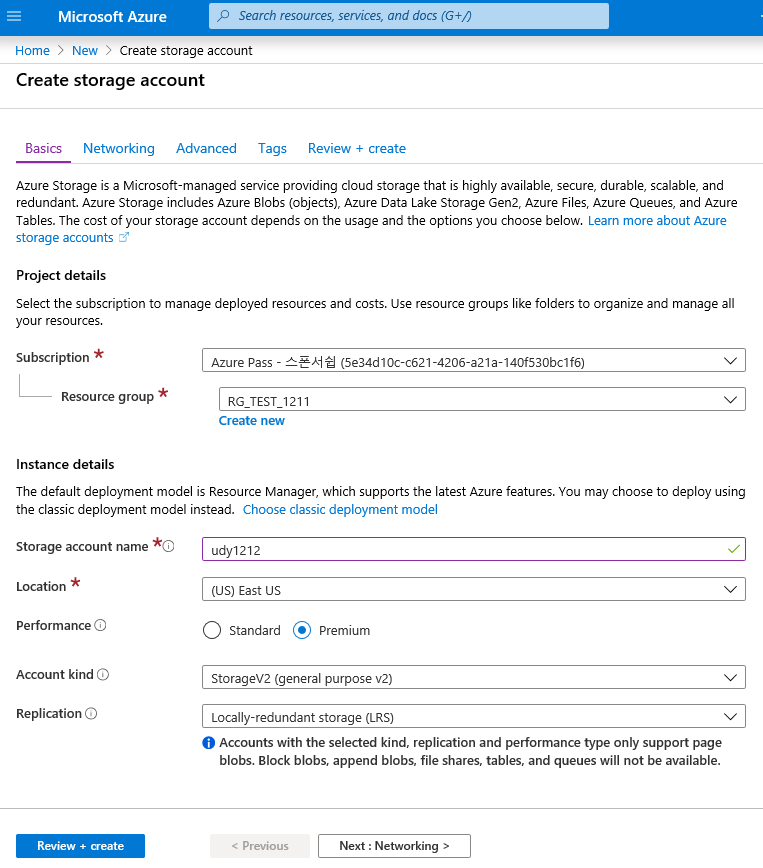 Microsoft Azure
Search resources, services, and docs (G+/)
Home > New > Create storage account
Create storage account
Basics Networking Advanced Tags Review + create
Azure Storage is a Microsoft-managed service providing cloud storage that is highly available, secure, durable, scalable, and
redundant. Azure Storage includes Azure Blobs (objects), Azure Data Lake Storage Gen2, Azure Files, Azure Queues, and Azure
Tables. The cost of your storage account depends on the usage and the options you choose below. Learn more about Azure
storage accounts
Project details
Select the subscription to manage deployed resources and costs. Use resource groups like folders to organize and manage all
your resources.
Subscription * Azure Pass - 스폰서쉽 (5e34d10c-c621-4206-a21a-140f530bc1f6)
Resource group * RG_TEST_1211
Create new
Instance details
The default deployment model is Resource Manager, which supports the latest Azure features. You may choose to deploy using
the classic deployment model instead. Choose classic deployment model
Storage account name * udy1212
Location * (US) East US
Performance Standard Premium
Account kind StorageV2 (general purpose v2)
Replication Locally-redundant storage (LRS)
Accounts with the selected kind, replication and performance type only support page
blobs. Block blobs, append blobs, file shares, tables, and queues will not be available.
Review + create < Previous Next : Networking >